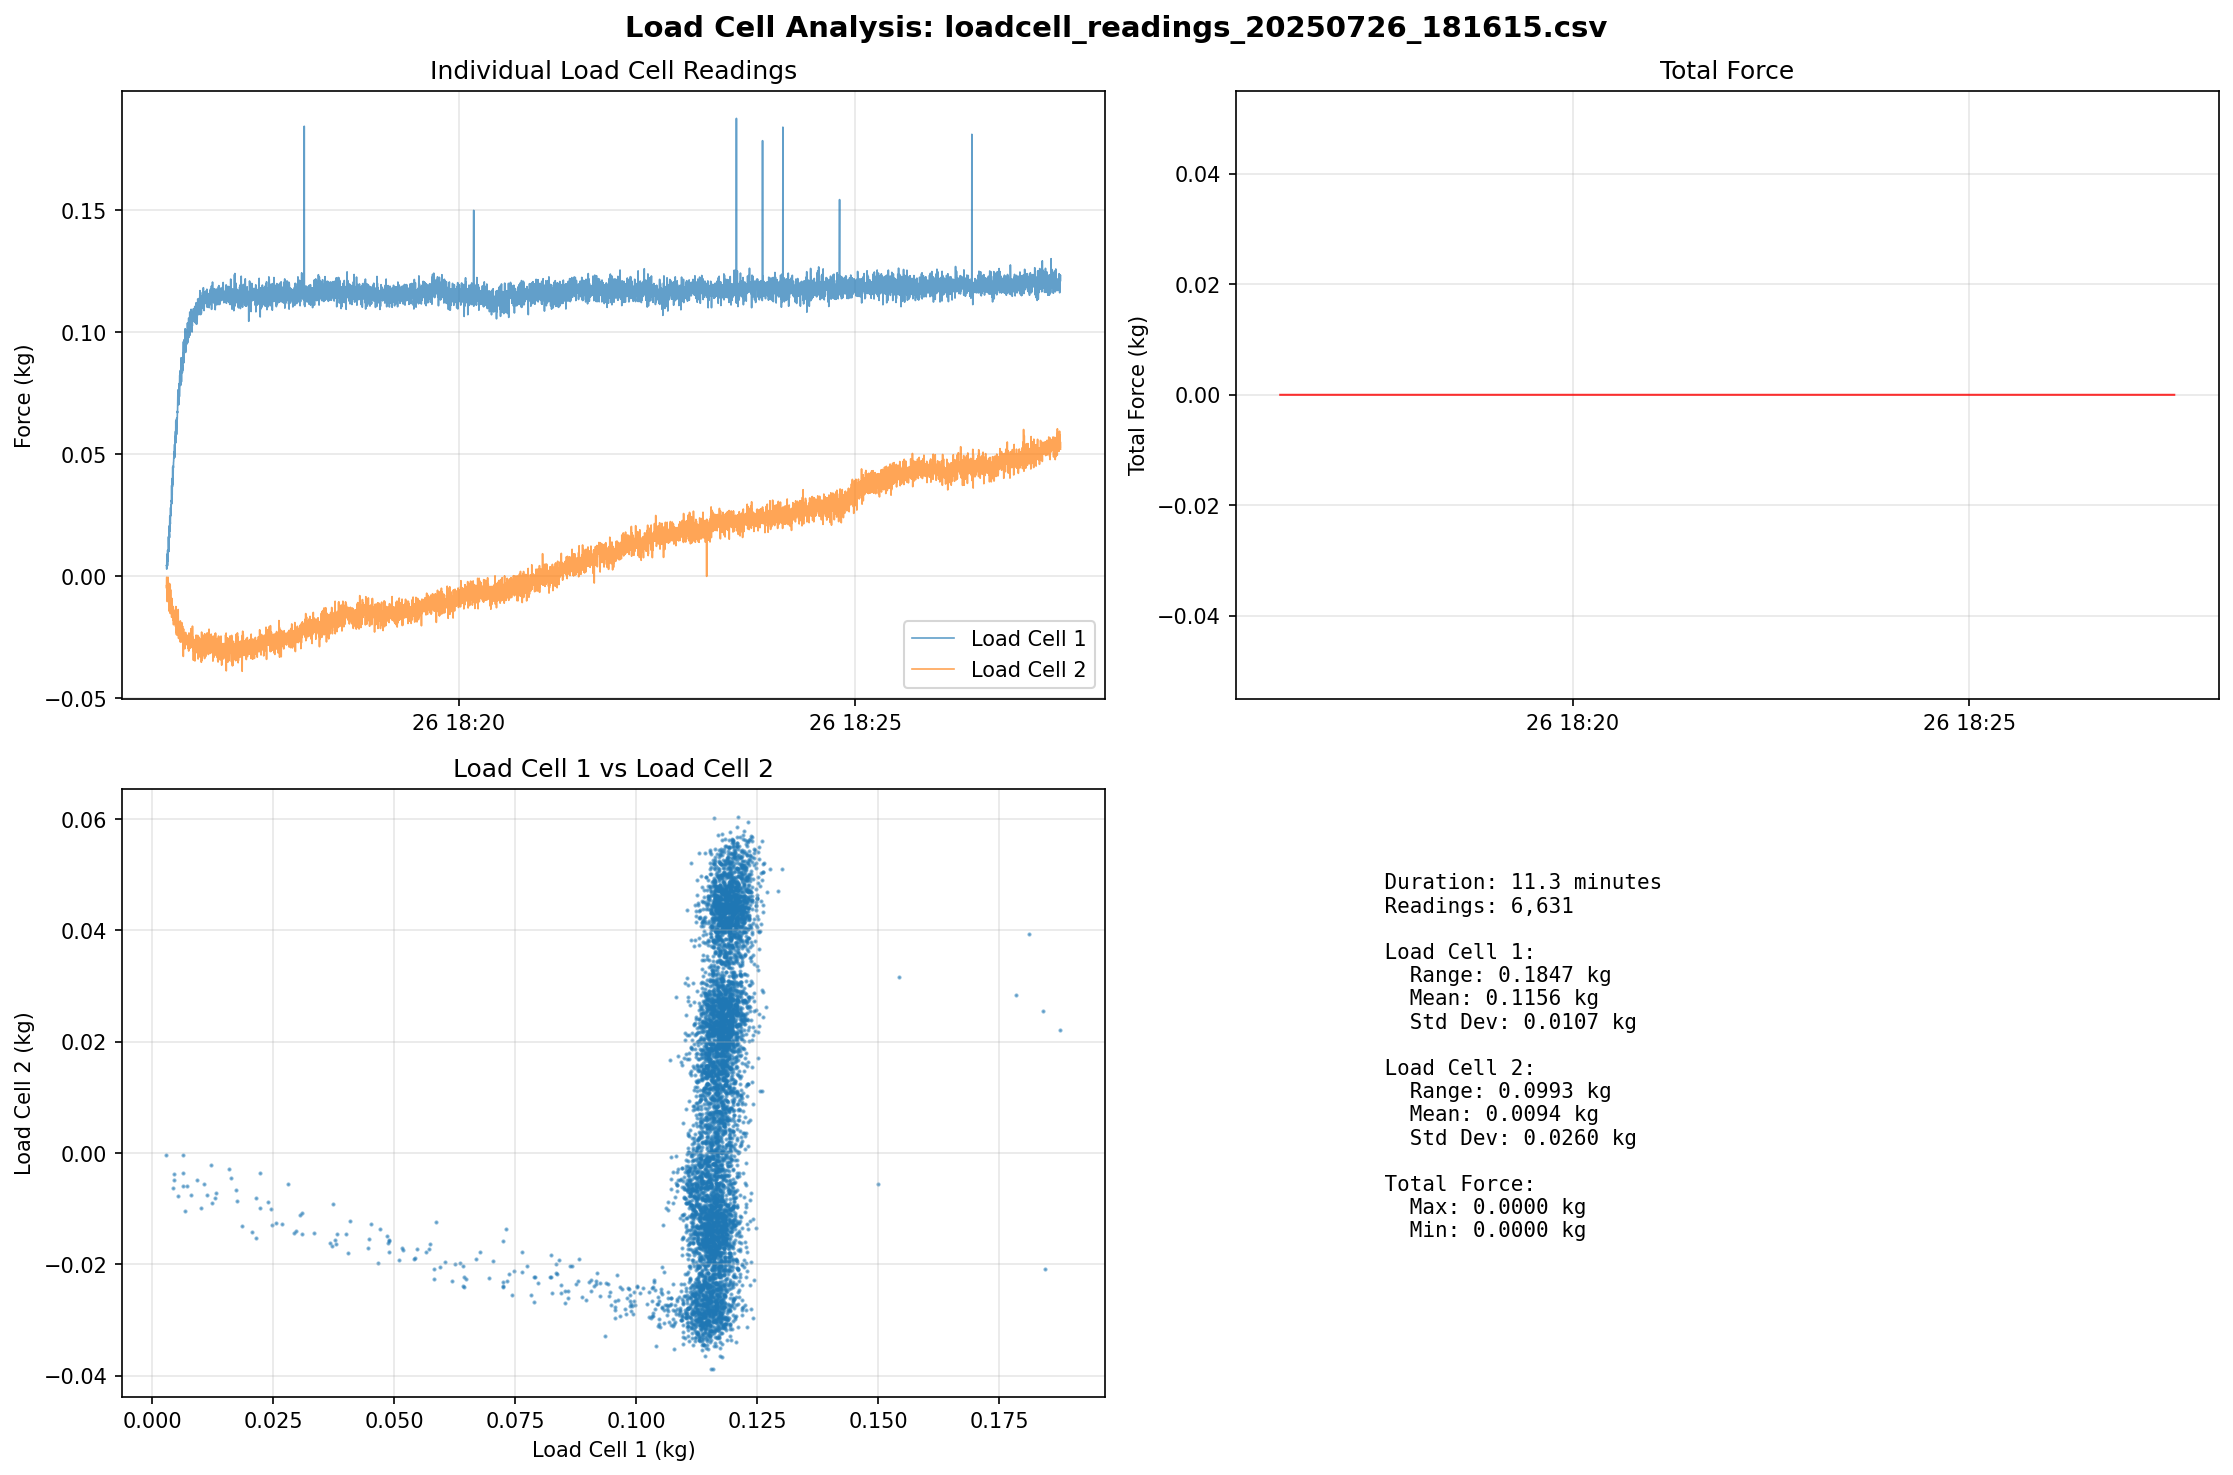 Load Cell Analysis: loadcell_readings_20250726_181615.csv
Individual Load Cell Readings
Force (kg)
0.15
0.10
0.05
0.00
−0.05
26 18:20
26 18:25
Load Cell 1
Load Cell 2
Total Force
Total Force (kg)
0.04
0.02
0.00
−0.02
−0.04
26 18:20
26 18:25
Load Cell 1 vs Load Cell 2
Load Cell 2 (kg)
0.06
0.04
0.02
0.00
−0.02
−0.04
0.000
0.025
0.050
0.075
0.100
0.125
0.150
0.175
Load Cell 1 (kg)
Duration: 11.3 minutes
Readings: 6,631
Load Cell 1:
Range: 0.1847 kg
Mean: 0.1156 kg
Std Dev: 0.0107 kg
Load Cell 2:
Range: 0.0993 kg
Mean: 0.0094 kg
Std Dev: 0.0260 kg
Total Force:
Max: 0.0000 kg
Min: 0.0000 kg